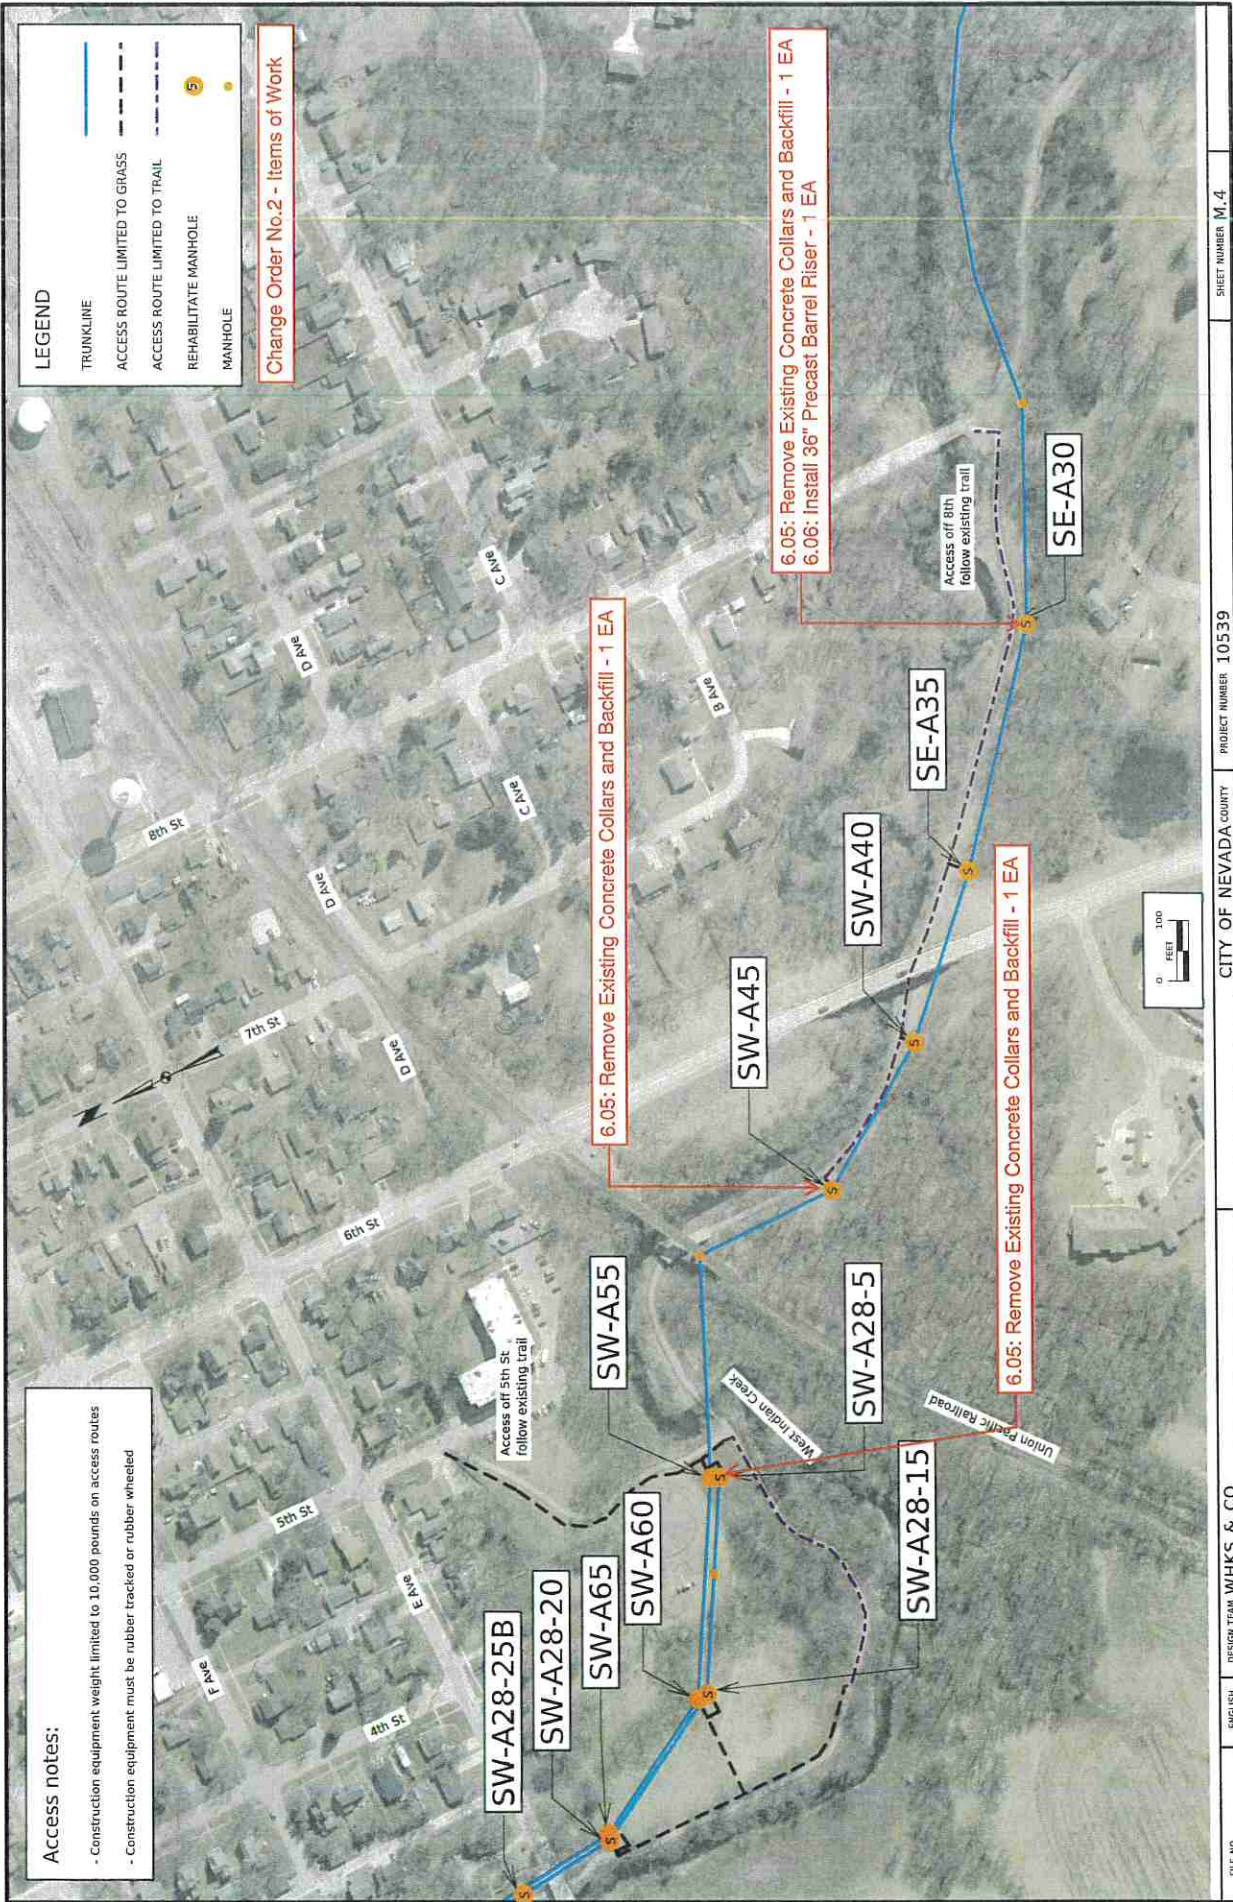 Access notes:
- Construction equipment weight limited to 10,000 pounds on access routes
- Construction equipment must be rubber tracked or rubber wheeled
LEGEND
TRUNKLINE
ACCESS ROUTE LIMITED TO GRASS
ACCESS ROUTE LIMITED TO TRAIL
REHABILITATE MANHOLE
S
MANHOLE
Change Order No.2 - Items of Work
F Ave
5th St
4th St
E Ave
6th St
7th St
8th St
D Ave
D Ave
D Ave
C Ave
C Ave
B Ave
N
Access off 5th St
follow existing trail
6.05: Remove Existing Concrete Collars and Backfill - 1 EA
6.05: Remove Existing Concrete Collars and Backfill - 1 EA
6.06: Install 36" Precast Barrel Riser - 1 EA
Access off 8th
follow existing trail
SW-A28-25B
SW-A28-20
SW-A65
SW-A60
SW-A55
SW-A45
SW-A40
SE-A35
SE-A30
S
S
S
S
S
S
S
S
West Indian Creek
SW-A28-5
SW-A28-15
Union Pacific Railroad
6.05: Remove Existing Concrete Collars and Backfill - 1 EA
0 100
FEET
FILE NO.
ENGLISH
DESIGN TEAM WHKS & CO.
CITY OF NEVADA COUNTY
PROJECT NUMBER 10539
SHEET NUMBER M.4